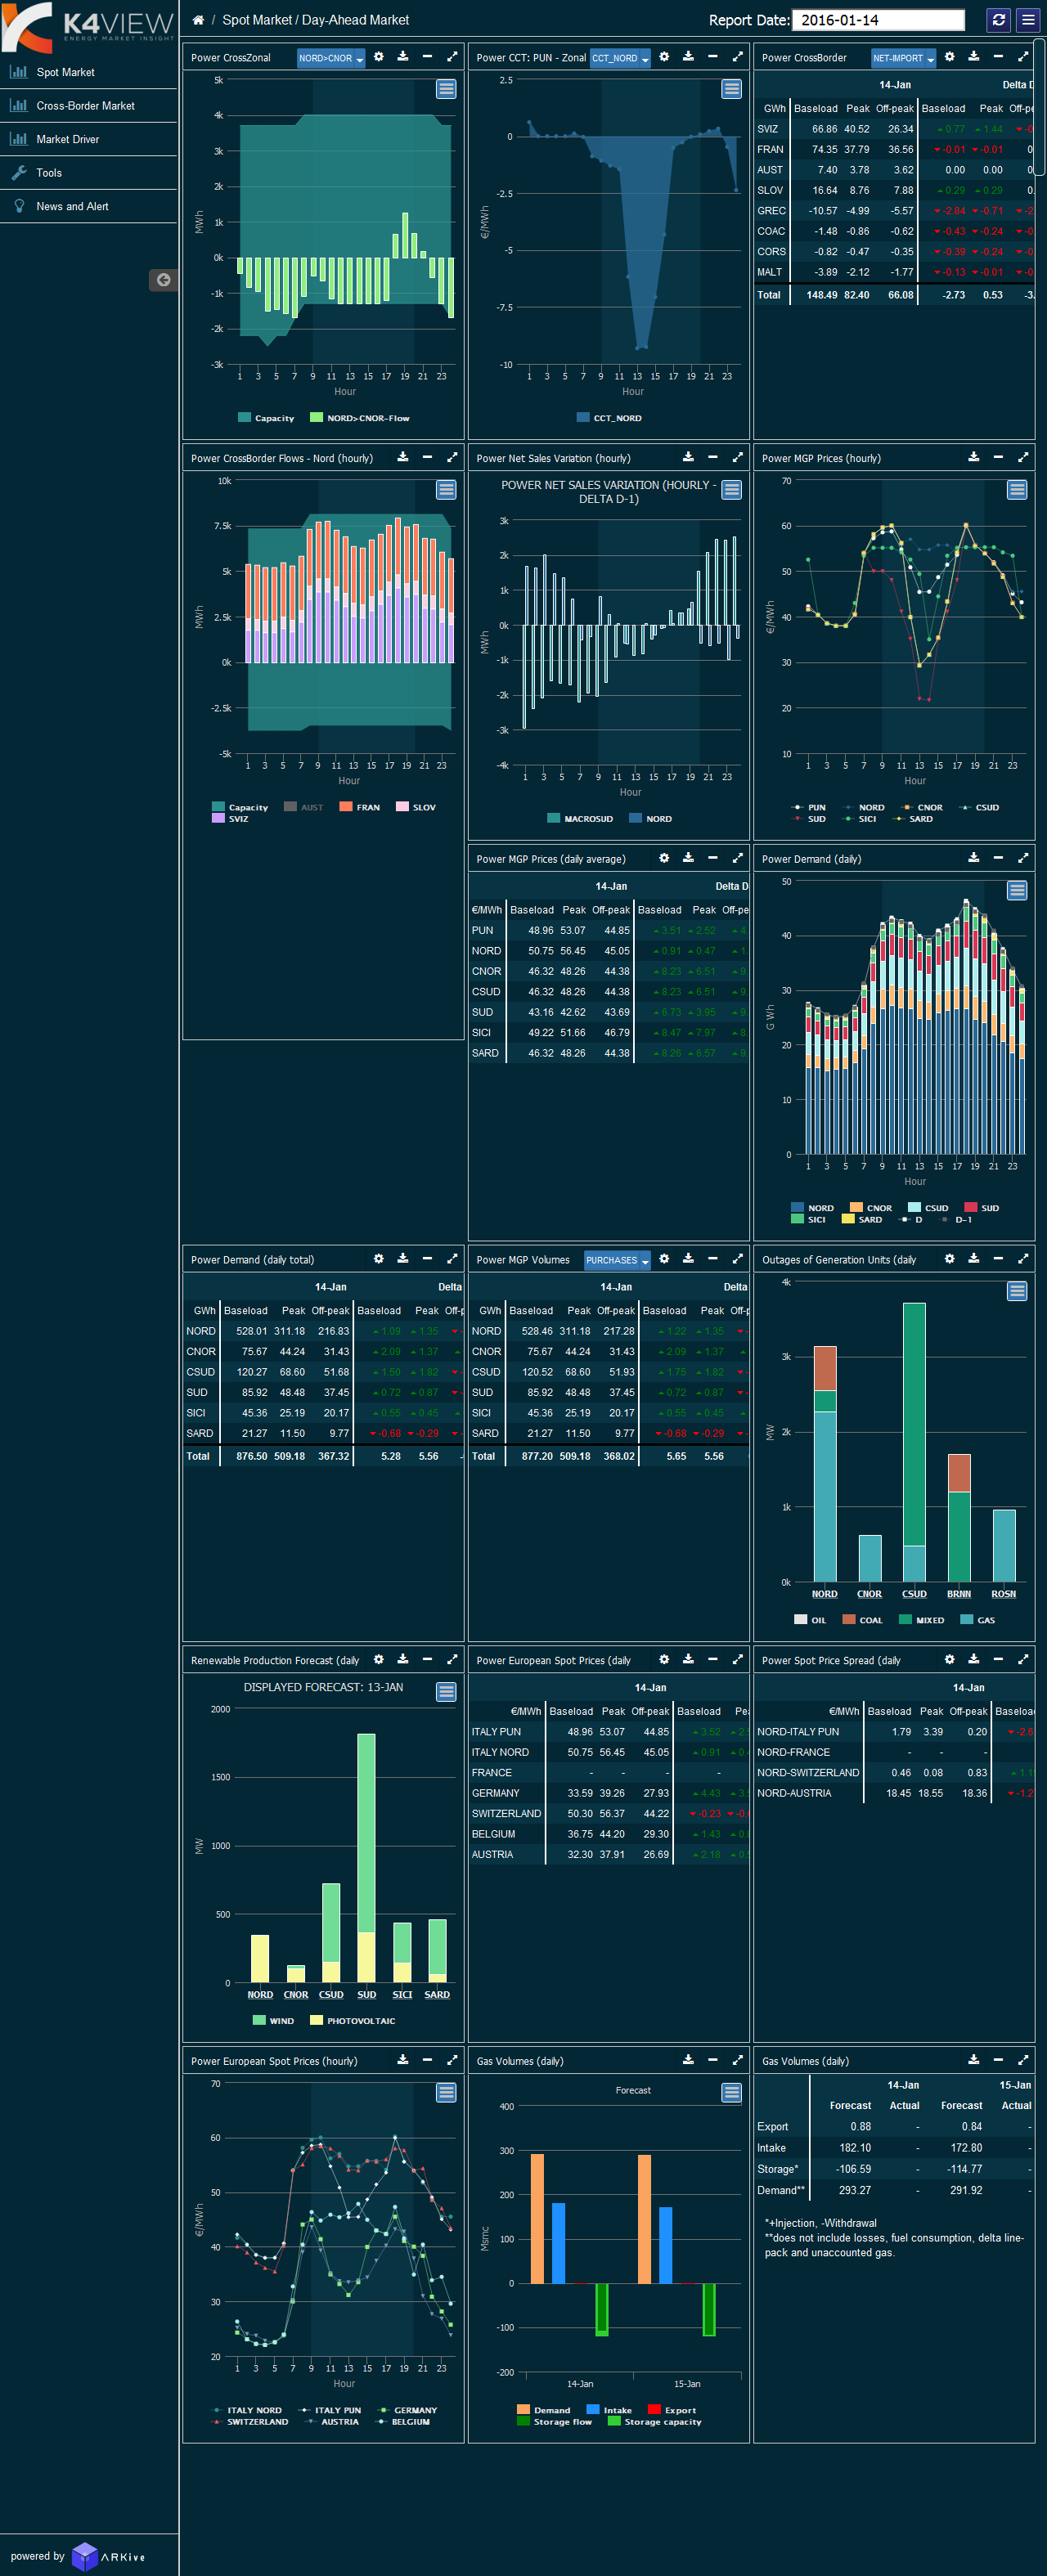 K4VIEW
ENERGY MARKET INSIGHT
/ Spot Market / Day-Ahead Market
Report Date: 2016-01-14
Spot Market
Cross-Border Market
Market Driver
Tools
News and Alert
Power CrossZonal NORD>CNOR
5k
4k
3k
2k
1k
0k
-1k
-2k
-3k
MWh
1 3 5 7 9 11 13 15 17 19 21 23
Hour
Capacity NORD>CNOR-Flow
Power CCT: PUN - Zonal CCT_NORD
2.5
0
-2.5
-5
-7.5
-10
€/MWh
1 3 5 7 9 11 13 15 17 19 21 23
Hour
CCT_NORD
Power CrossBorder NET-IMPORT
14-Jan Delta D
GWh Baseload Peak Off-peak Baseload Peak Off-pe
SVIZ 66.86 40.52 26.34 0.77 1.44 -0
FRAN 74.35 37.79 36.56 -0.01 -0.01 0.
AUST 7.40 3.78 3.62 0.00 0.00 0.
SLOV 16.64 8.76 7.88 0.29 0.29 0.
GREC -10.57 -4.99 -5.57 -2.84 -0.71 -2
COAC -1.48 -0.86 -0.62 -0.43 -0.24 -0
CORS -0.82 -0.47 -0.35 -0.39 -0.24 -0
MALT -3.89 -2.12 -1.77 -0.13 -0.01 -0
Total 148.49 82.40 66.08 -2.73 0.53 -3.
Power CrossBorder Flows - Nord (hourly)
10k
7.5k
5k
2.5k
0k
-2.5k
-5k
MWh
1 3 5 7 9 11 13 15 17 19 21 23
Hour
Capacity AUST FRAN SLOV
SVIZ
Power Net Sales Variation (hourly)
POWER NET SALES VARIATION (HOURLY -
DELTA D-1)
3k
2k
1k
0k
-1k
-2k
-3k
-4k
MWh
1 3 5 7 9 11 13 15 17 19 21 23
Hour
MACROSUD NORD
Power MGP Prices (hourly)
70
60
50
40
30
20
10
€/MWh
1 3 5 7 9 11 13 15 17 19 21 23
Hour
PUN NORD CNOR CSUD
SUD SICI SARD
Power MGP Prices (daily average)
14-Jan Delta D
€/MWh Baseload Peak Off-peak Baseload Peak Off-pe
PUN 48.96 53.07 44.85 3.51 2.52 4.
NORD 50.75 56.45 45.05 0.91 0.47 1.
CNOR 46.32 48.26 44.38 8.23 6.51 9.
CSUD 46.32 48.26 44.38 8.23 6.51 9.
SUD 43.16 42.62 43.69 6.73 3.95 9.
SICI 49.22 51.66 46.79 8.47 7.97 8.
SARD 46.32 48.26 44.38 8.26 6.57 9.
Power Demand (daily)
50
40
30
20
10
0
G Wh
1 3 5 7 9 11 13 15 17 19 21 23
Hour
NORD CNOR CSUD SUD
SICI SARD D D-1
Power Demand (daily total)
14-Jan Delta
GWh Baseload Peak Off-peak Baseload Peak Off-p
NORD 528.01 311.18 216.83 1.09 1.35
CNOR 75.67 44.24 31.43 2.09 1.37
CSUD 120.27 68.60 51.68 1.50 1.82
SUD 85.92 48.48 37.45 0.72 0.87
SICI 45.36 25.19 20.17 0.55 0.45
SARD 21.27 11.50 9.77 -0.68 -0.29
Total 876.50 509.18 367.32 5.28 5.56
Power MGP Volumes PURCHASES
14-Jan Delta
GWh Baseload Peak Off-peak Baseload Peak Off-p
NORD 528.46 311.18 217.28 1.22 1.35
CNOR 75.67 44.24 31.43 2.09 1.37
CSUD 120.52 68.60 51.93 1.75 1.82
SUD 85.92 48.48 37.45 0.72 0.87
SICI 45.36 25.19 20.17 0.55 0.45
SARD 21.27 11.50 9.77 -0.68 -0.29
Total 877.20 509.18 368.02 5.65 5.56
Outages of Generation Units (daily
4k
3k
2k
1k
0k
MW
NORD CNOR CSUD BRNN ROSN
OIL COAL MIXED GAS
Renewable Production Forecast (daily
DISPLAYED FORECAST: 13-JAN
2000
1500
1000
500
0
MW
NORD CNOR CSUD SUD SICI SARD
WIND PHOTOVOLTAIC
Power European Spot Prices (daily
14-Jan
€/MWh Baseload Peak Off-peak Baseload Pea
ITALY PUN 48.96 53.07 44.85 3.52 2.
ITALY NORD 50.75 56.45 45.05 0.91 0.
FRANCE - - - -
GERMANY 33.59 39.26 27.93 4.43 3.
SWITZERLAND 50.30 56.37 44.22 -0.23 -0.
BELGIUM 36.75 44.20 29.30 1.43 0.
AUSTRIA 32.30 37.91 26.69 2.18 0.
Power Spot Price Spread (daily
14-Jan
€/MWh Baseload Peak Off-peak Baseload
NORD-ITALY PUN 1.79 3.39 0.20 -2.6
NORD-FRANCE - - -
NORD-SWITZERLAND 0.46 0.08 0.83 1.1
NORD-AUSTRIA 18.45 18.55 18.36 -1.2
Power European Spot Prices (hourly)
70
60
50
40
30
20
€/MWh
1 3 5 7 9 11 13 15 17 19 21 23
Hour
ITALY NORD ITALY PUN GERMANY
SWITZERLAND AUSTRIA BELGIUM
Gas Volumes (daily)
Forecast
400
300
200
100
0
-100
-200
Msmc
14-Jan 15-Jan
Demand Intake Export
Storage flow Storage capacity
Gas Volumes (daily)
14-Jan 15-Jan
Forecast Actual Forecast Actual
Export 0.88 - 0.84 -
Intake 182.10 - 172.80 -
Storage* -106.59 - -114.77 -
Demand** 293.27 - 291.92 -
*+Injection, -Withdrawal
**does not include losses, fuel consumption, delta line-
pack and unaccounted gas.
powered by ARKive